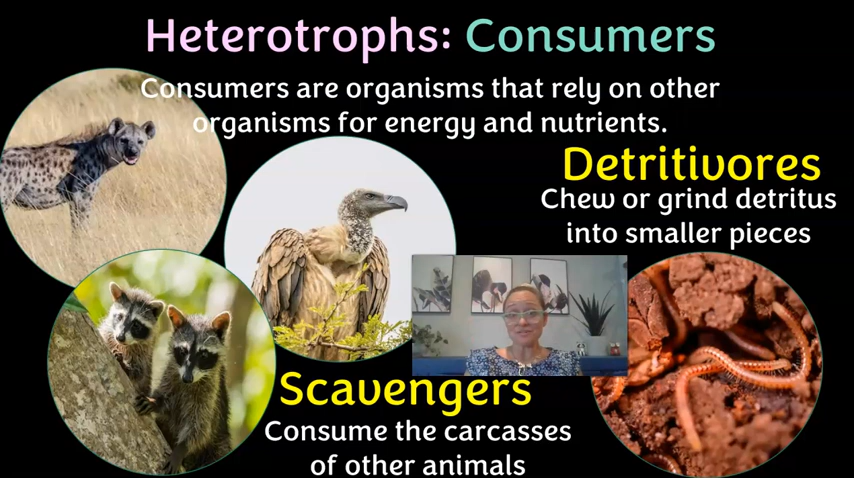 Heterotrophs: Consumers
Consumers are organisms that rely on other
organisms for energy and nutrients.
Detritivores
Chew or grind detritus
into smaller pieces
Scavengers
Consume the carcasses
of other animals